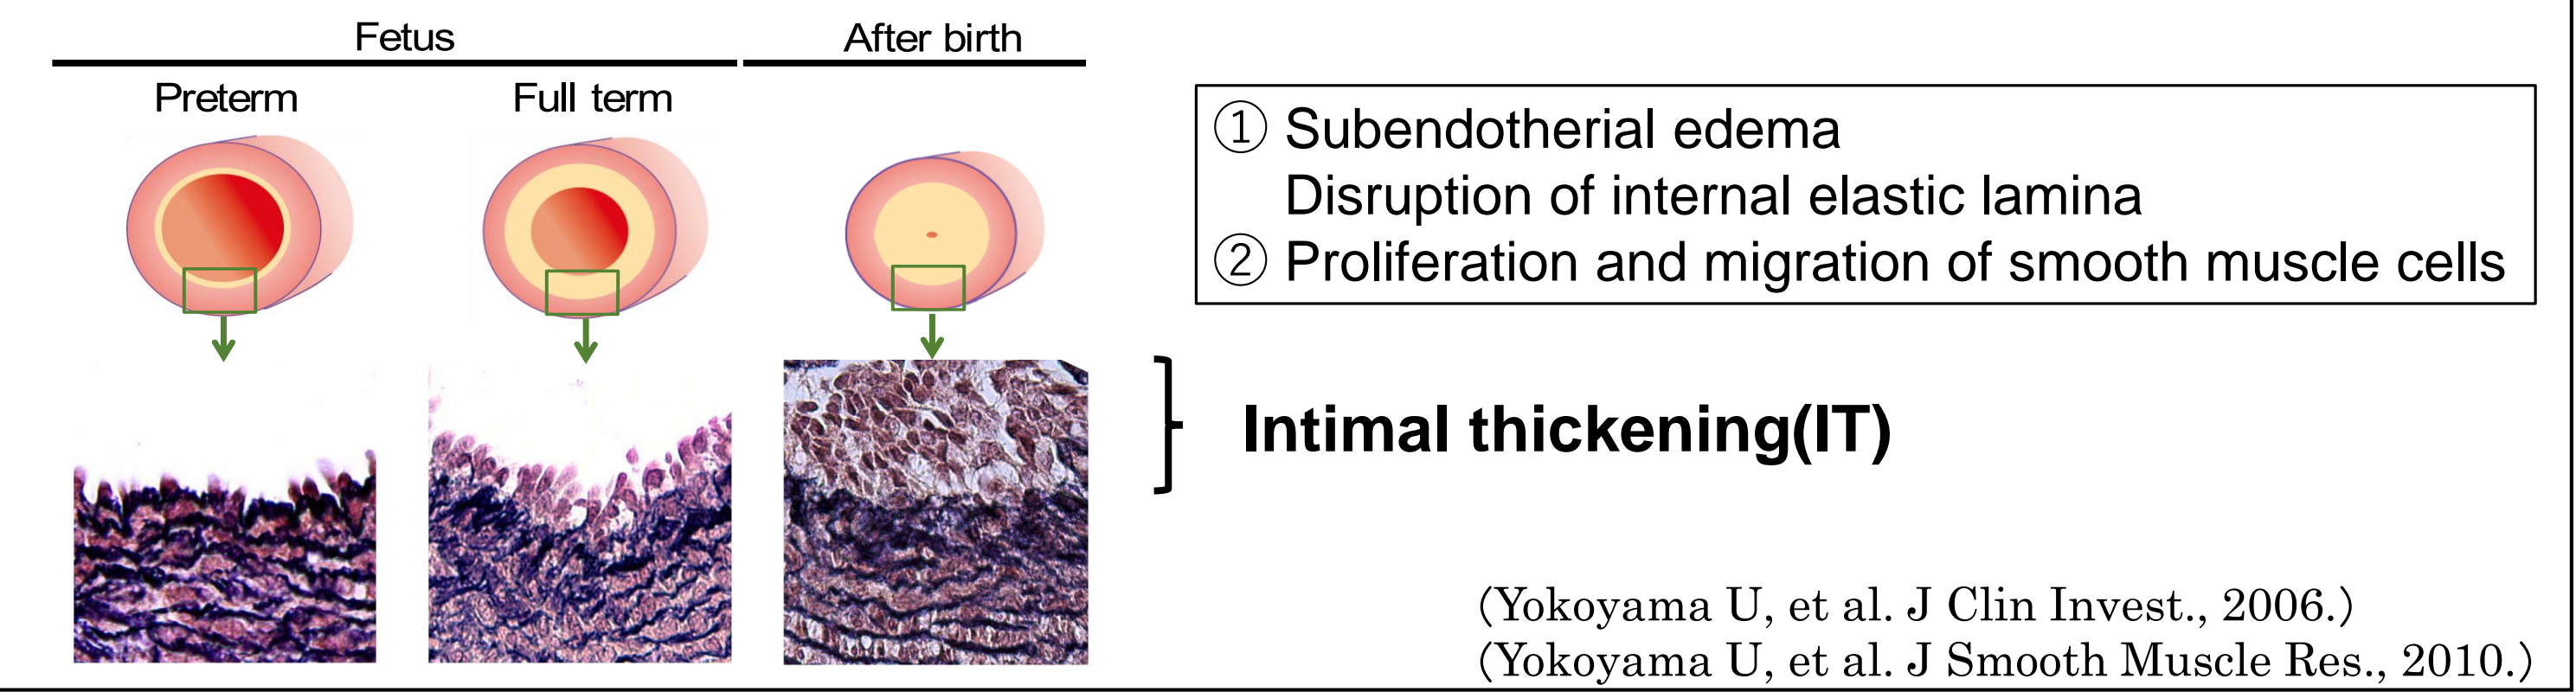 Fetus
After birth
Preterm
Full term
① Subendotherial edema
Disruption of internal elastic lamina
② Proliferation and migration of smooth muscle cells
Intimal thickening(IT)
(Yokoyama U, et al. J Clin Invest., 2006.)
(Yokoyama U, et al. J Smooth Muscle Res., 2010.)